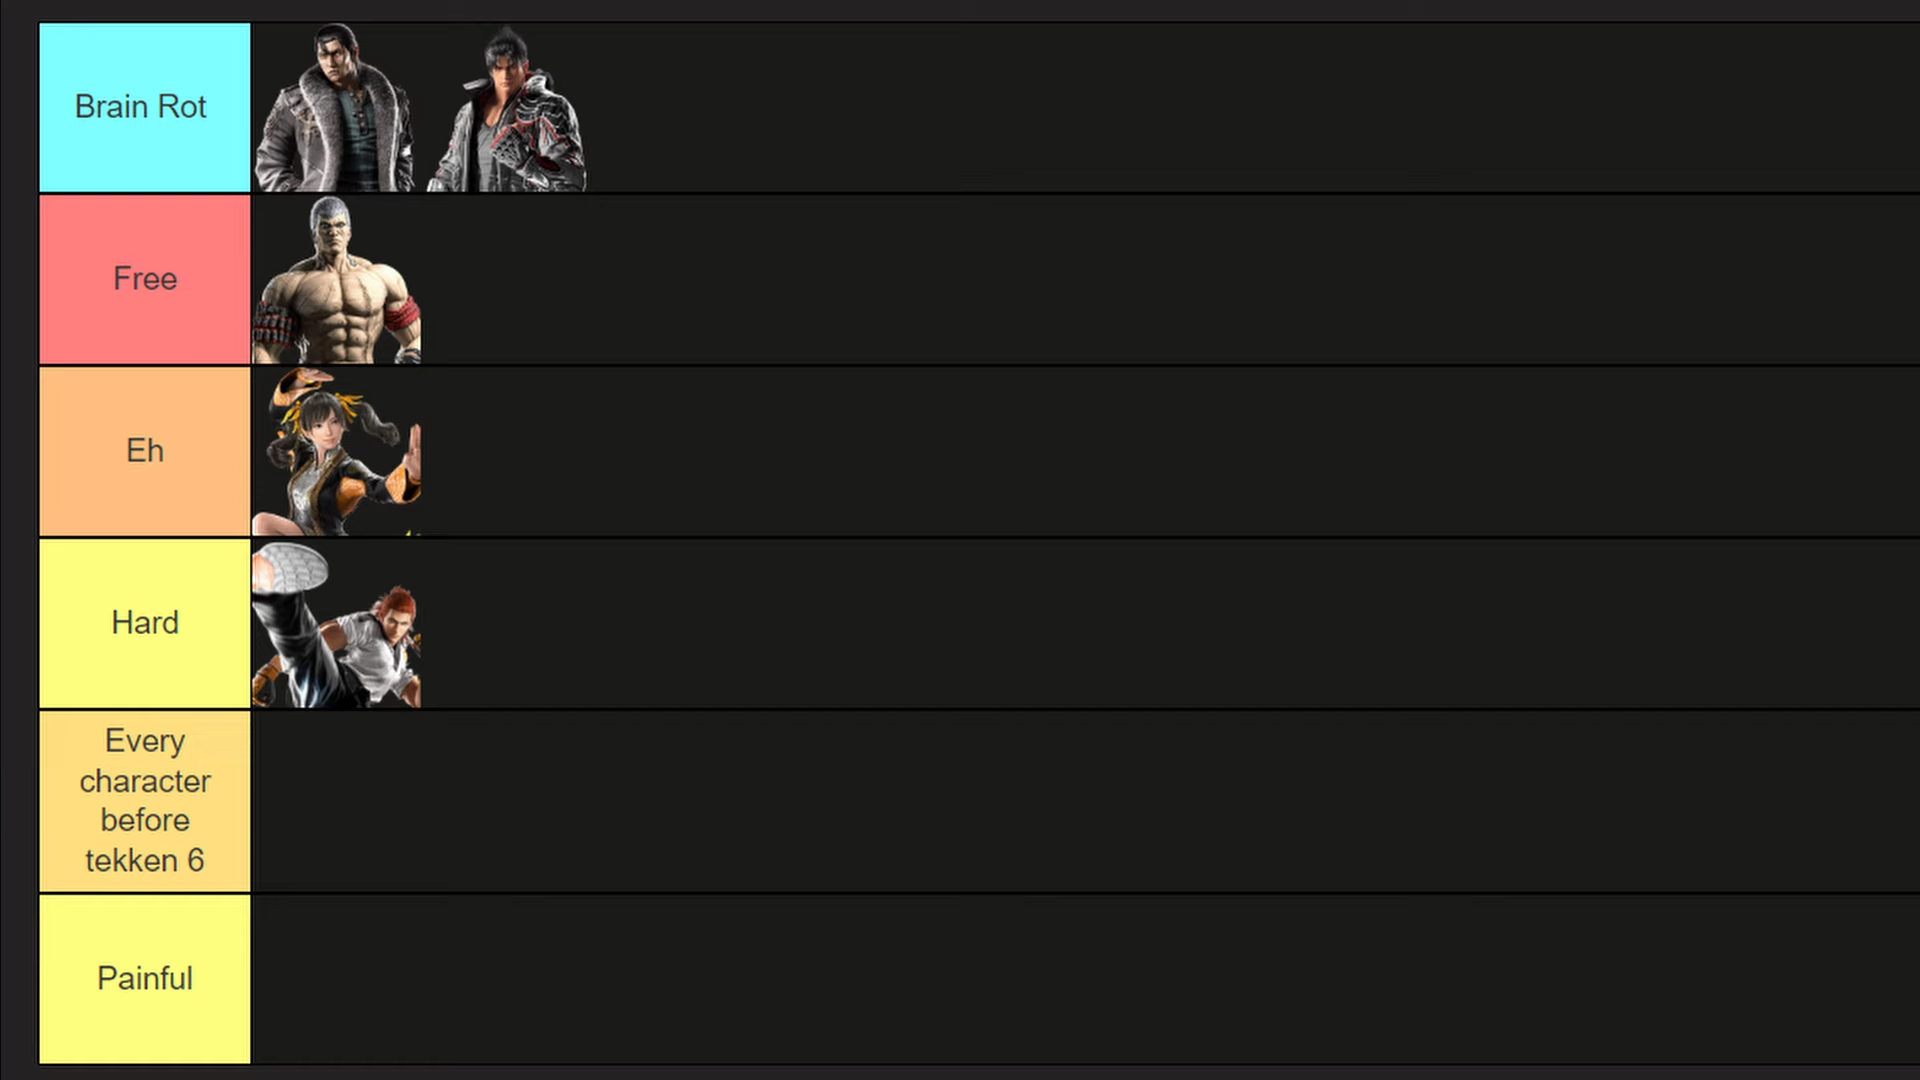 Brain Rot
Free
Eh
Hard
Every
character
before
tekken 6
Painful